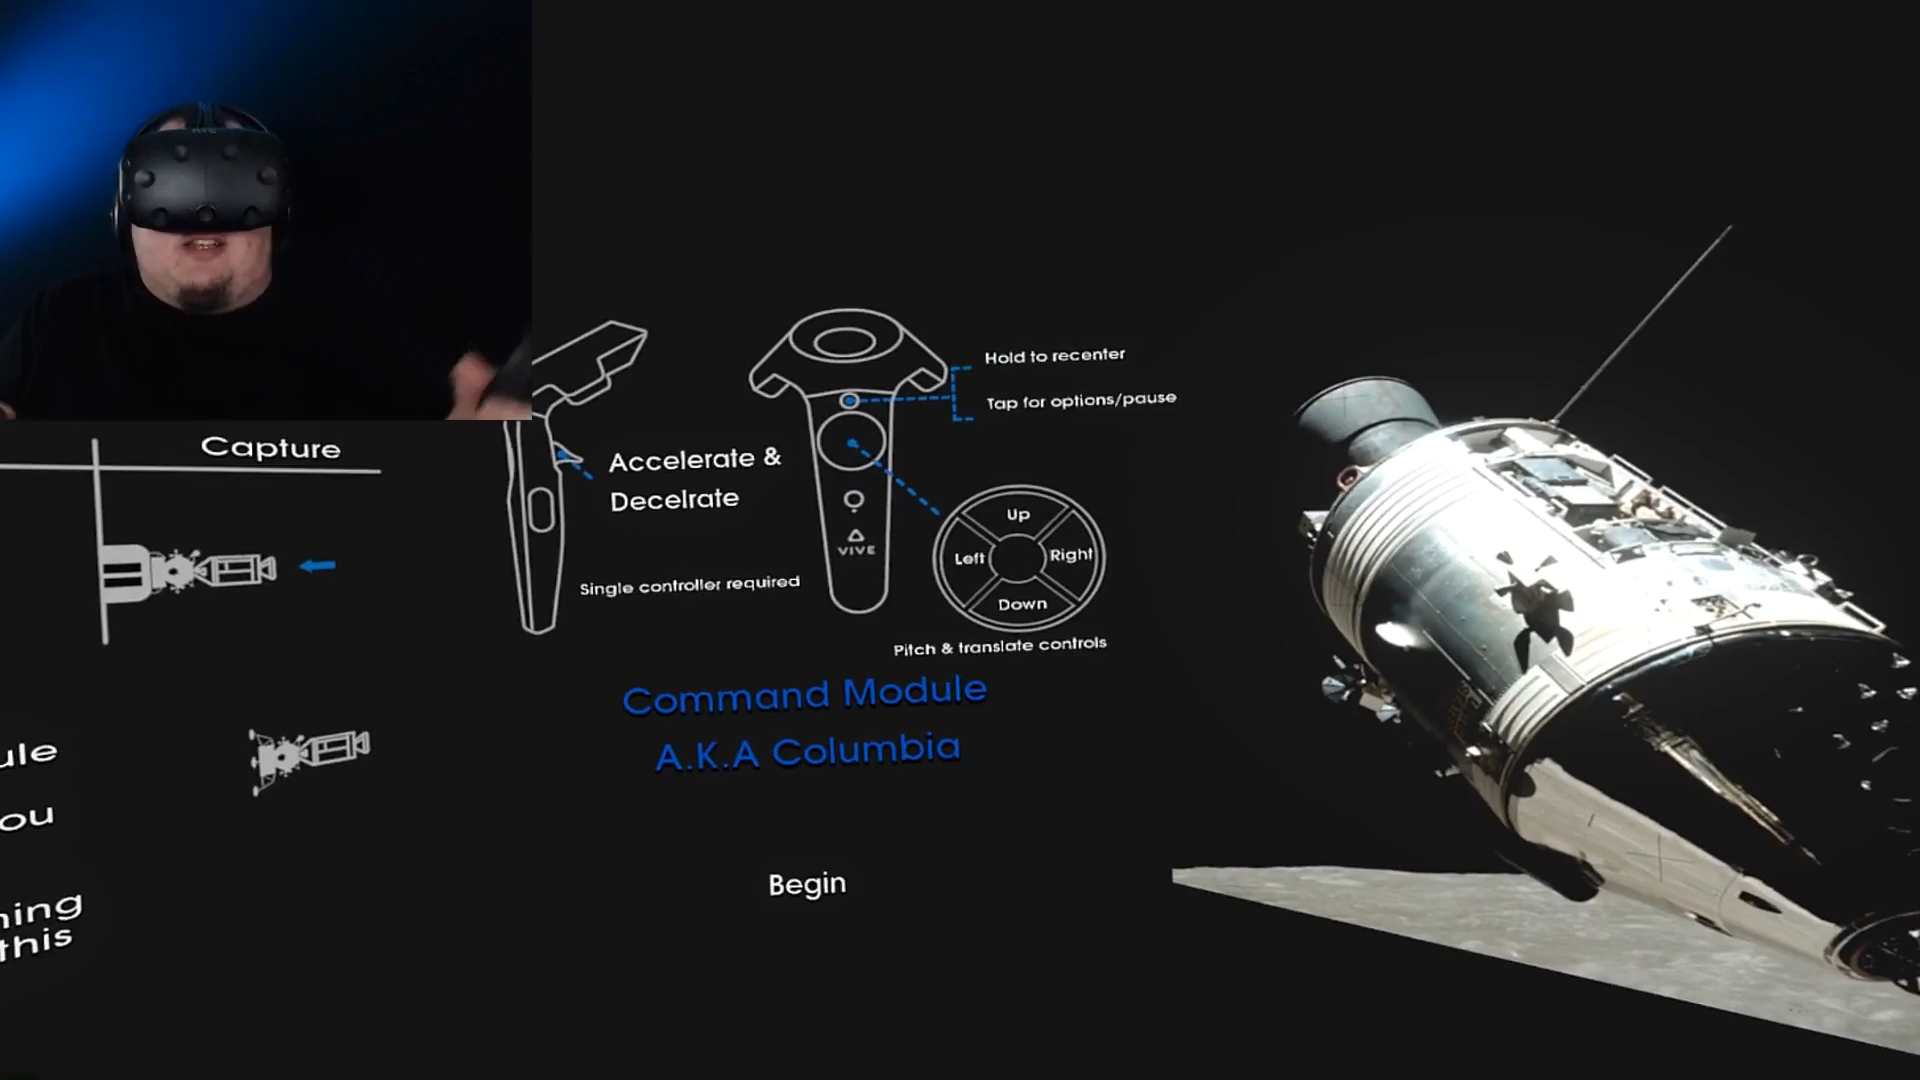 Capture
Hold to recenter
Tap for options/pause
Accelerate &
Decelrate
Up
Left
Right
Down
VIVE
Single controller required
Pitch & translate controls
Command Module
A.K.A Columbia
ule
ou
Begin
ning
this